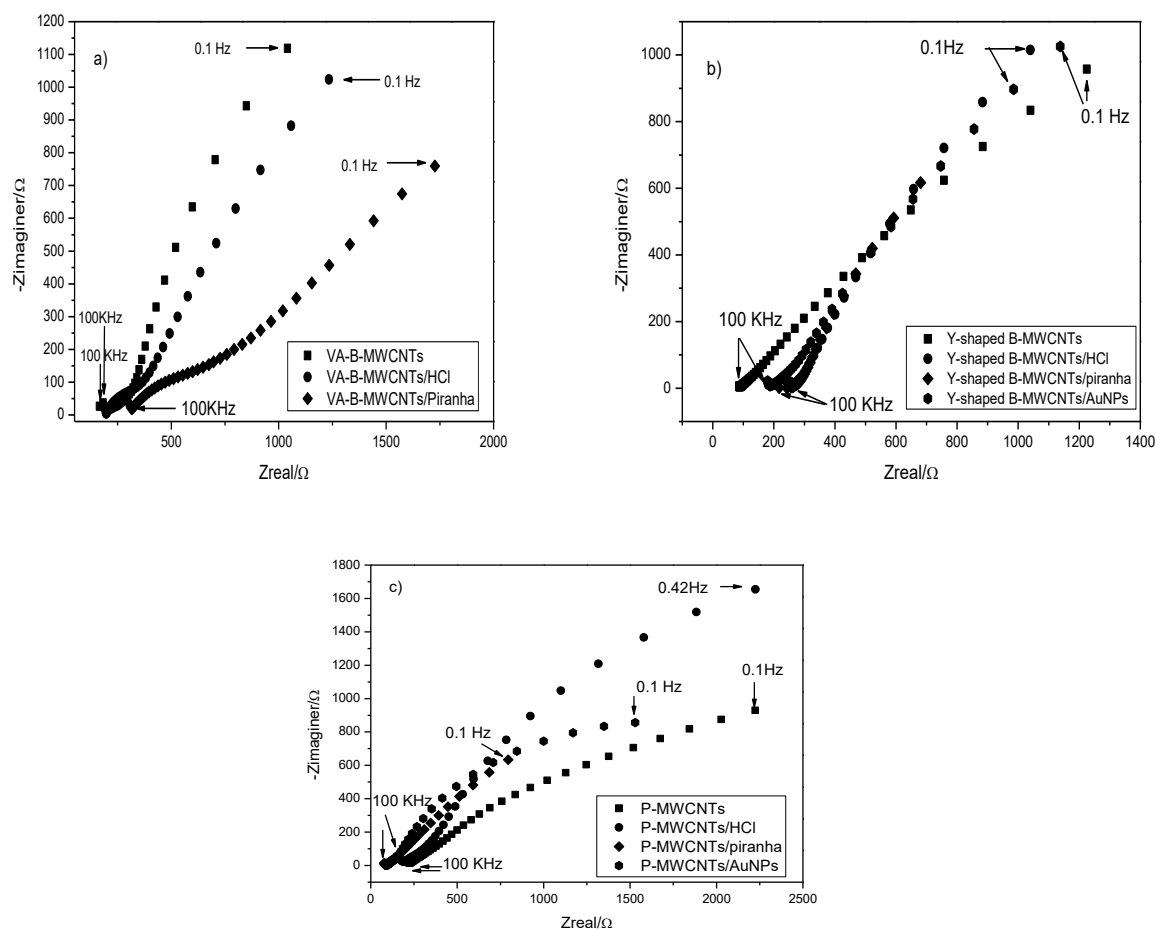 1200
1100
1000
900
800
700
600
500
400
300
200
100
0
-Zimaginer/Ω
a)
0.1 Hz
0.1 Hz
0.1 Hz
100KHz
100 KHz
100KHz
VA-B-MWCNTs
VA-B-MWCNTs/HCl
VA-B-MWCNTs/Piranha
500 1000 1500 2000
Zreal/Ω
1000
800
600
400
200
0
-Zimaginer/Ω
b)
0.1Hz
0.1 Hz
100 KHz
100 KHz
Y-shaped B-MWCNTs
Y-shaped B-MWCNTs/HCl
Y-shaped B-MWCNTs/piranha
Y-shaped B-MWCNTs/AuNPs
0 200 400 600 800 1000 1200 1400
Zreal/Ω
1800
1600
1400
1200
1000
800
600
400
200
0
-Zimaginer/Ω
c)
0.42Hz
0.1 Hz
0.1Hz
0.1 Hz
100 KHz
100 KHz
P-MWCNTs
P-MWCNTs/HCl
P-MWCNTs/piranha
P-MWCNTs/AuNPs
0 500 1000 1500 2000 2500
Zreal/Ω